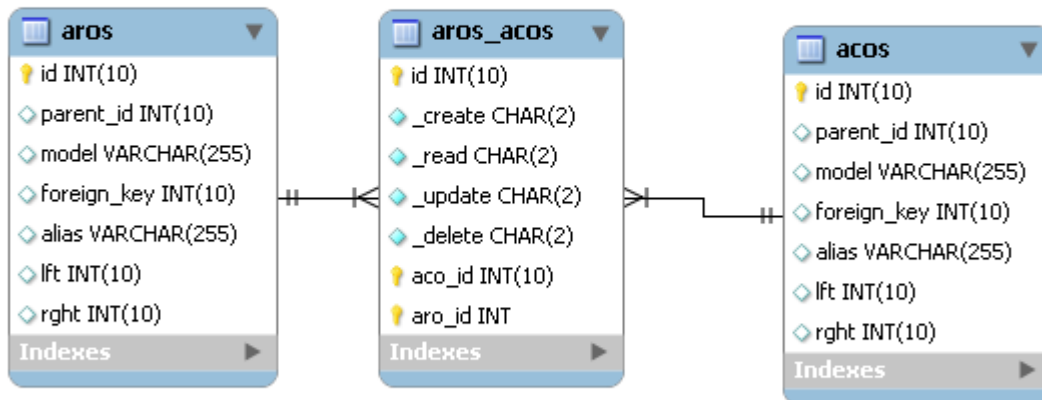 aros
id INT(10)
parent_id INT(10)
model VARCHAR(255)
foreign_key INT(10)
alias VARCHAR(255)
lft INT(10)
rght INT(10)
Indexes
aros_acos
id INT(10)
_create CHAR(2)
_read CHAR(2)
_update CHAR(2)
_delete CHAR(2)
aco_id INT(10)
aro_id INT
Indexes
acos
id INT(10)
parent_id INT(10)
model VARCHAR(255)
foreign_key INT(10)
alias VARCHAR(255)
lft INT(10)
rght INT(10)
Indexes